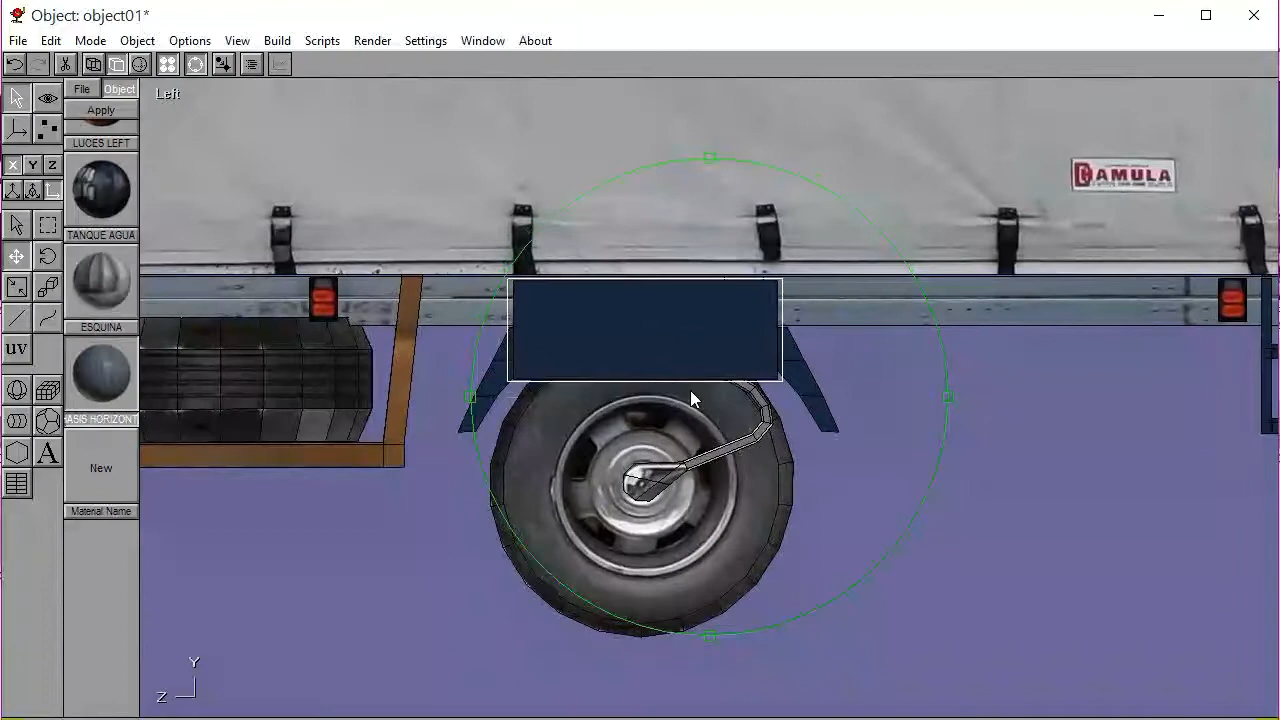 Object: object01*
File Edit Mode Object Options View Build Scripts Render Settings Window About
File Object
Left
Apply
LUCES LEFT
DAMULA
X Y Z
TANQUE AGUA
ESQUINA
uv
ASIS HORIZONT
A
New
Material Name
Y
Z